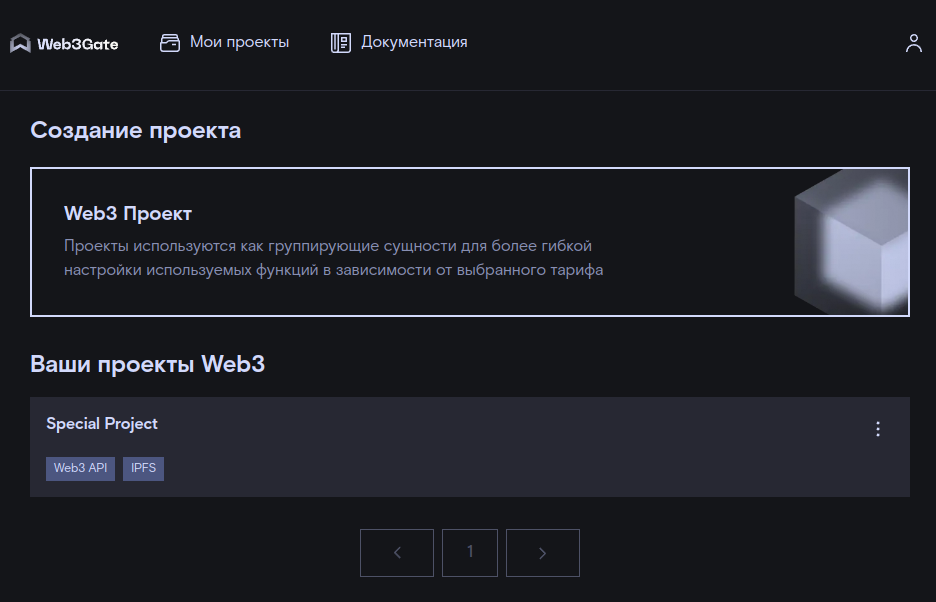 Web3Gate
Мои проекты
Документация
Создание проекта
Web3 Проект
Проекты используются как группирующие сущности для более гибкой
настройки используемых функций в зависимости от выбранного тарифа
Ваши проекты Web3
Special Project
Web3 API
IPFS
1